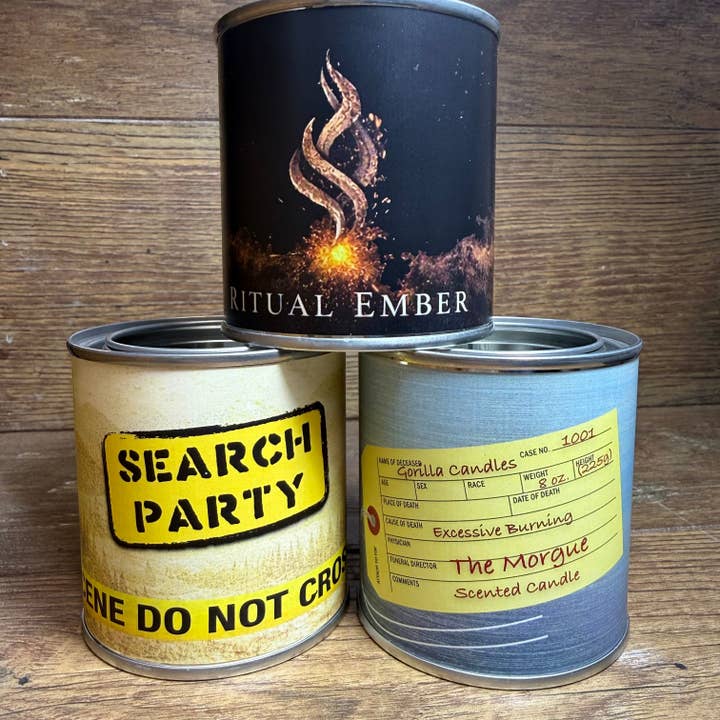 RITUAL EMBER
SEARCH
PARTY
ENE DO NOT CROS
NAME OF DECEASED Gorilla Candles CASE NO. 1001
AGE SEX RACE WEIGHT 8 oz. HEIGHT (225g)
PLACE OF DEATH DATE OF DEATH
CAUSE OF DEATH Excessive Burning
PHYSICIAN
FUNERAL DIRECTOR The Morgue
COMMENTS Scented Candle